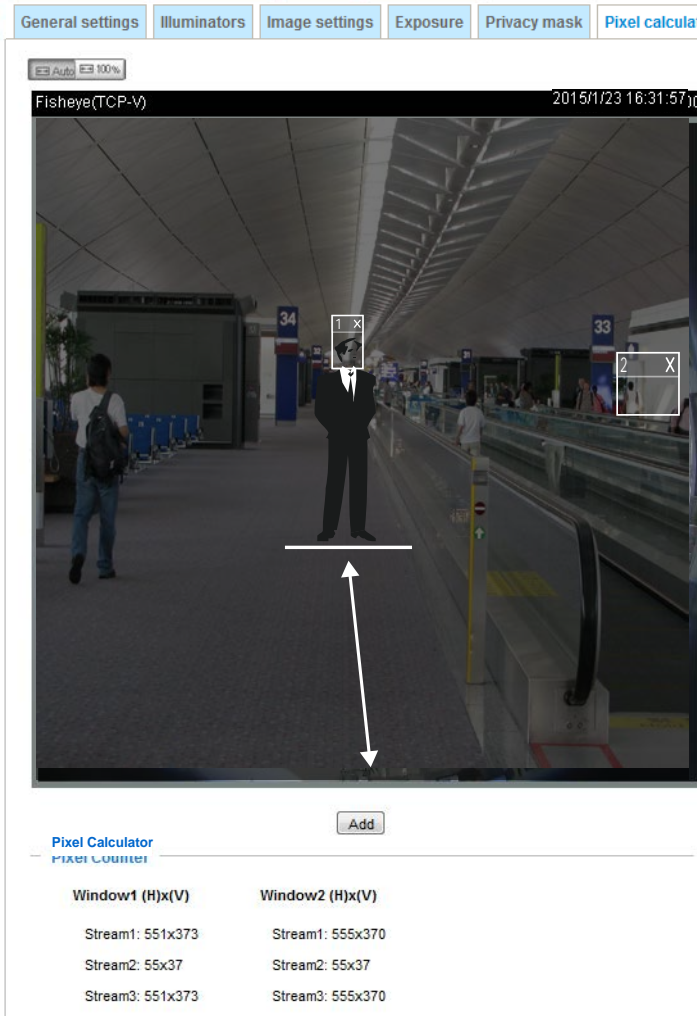 General settings Illuminators Image settings Exposure Privacy mask Pixel calcula
Auto 100%
Fisheye(TCP-V) 2015/1/23 16:31:57
34
33
1 X
2 X
Add
Pixel Calculator
Pixel Counter
Window1 (H)x(V) Window2 (H)x(V)
Stream1: 551x373 Stream1: 555x370
Stream2: 55x37 Stream2: 55x37
Stream3: 551x373 Stream3: 555x370